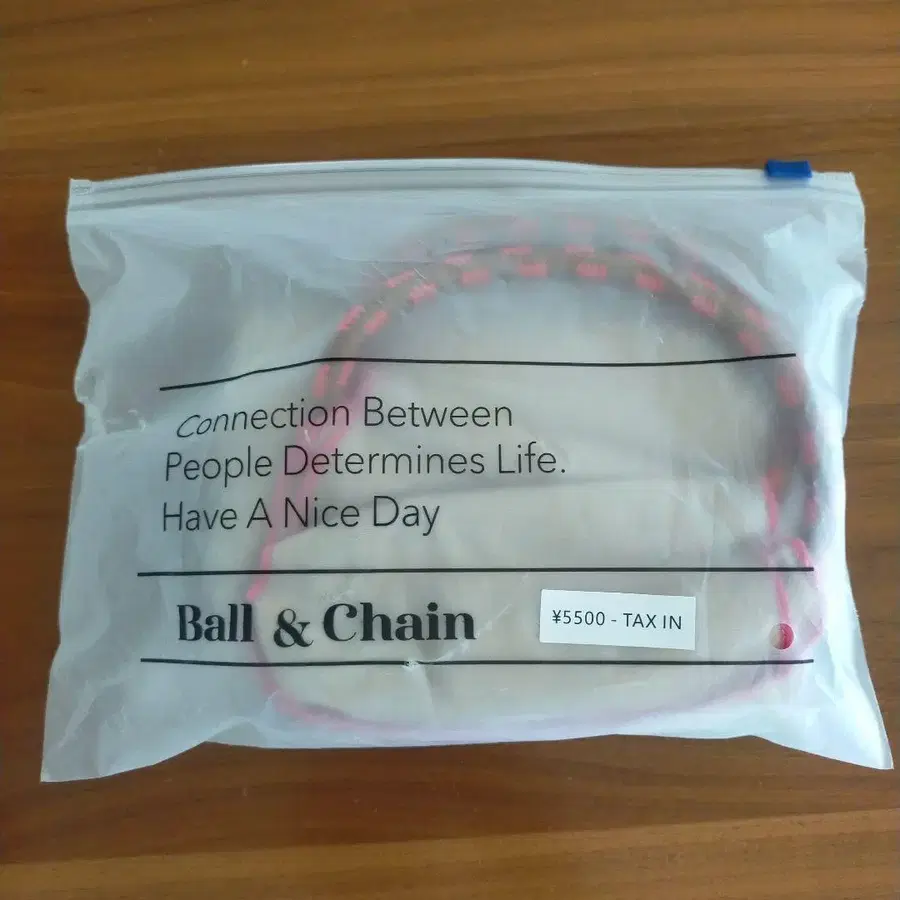 Connection Between
People Determines Life.
Have A Nice Day
Ball & Chain
¥5500 - TAX IN